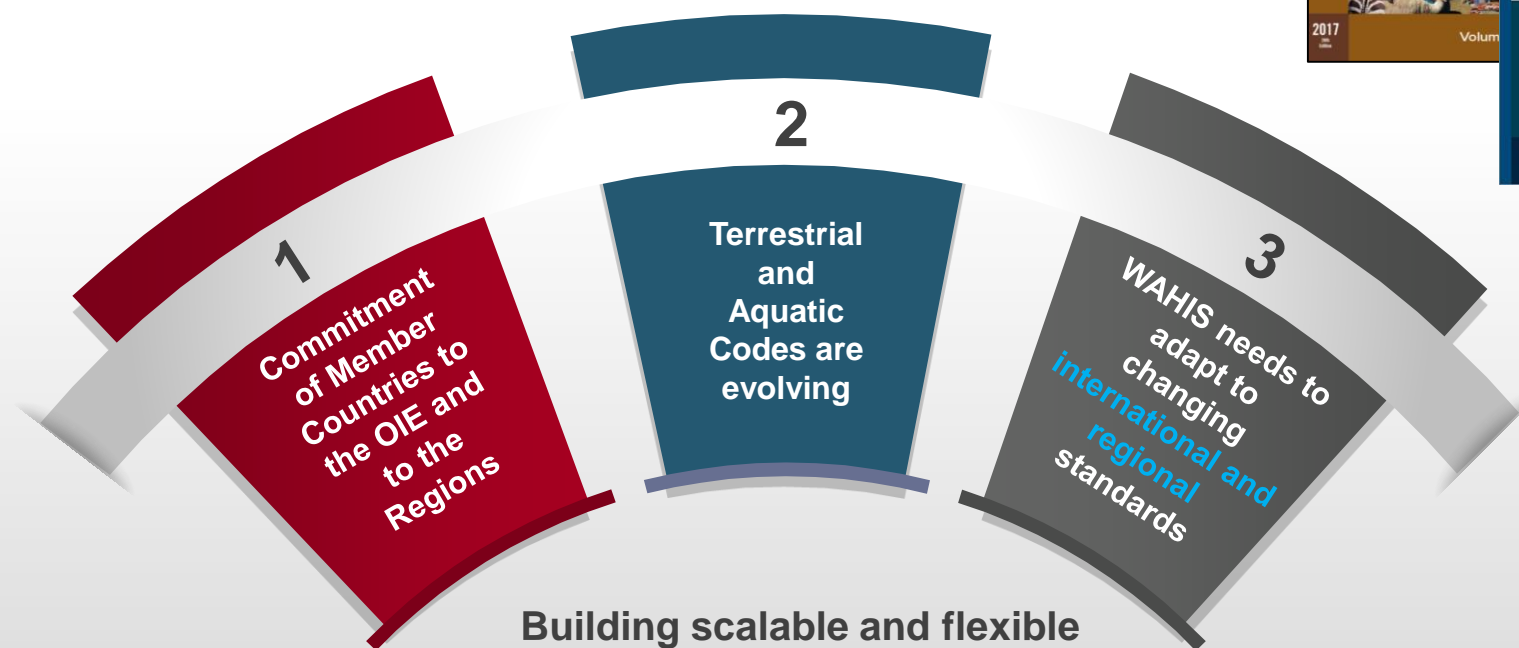 2017
Volum
1
Commitment
of Member
Countries to
the OIE and
to the
Regions
2
Terrestrial
and
Aquatic
Codes are
evolving
3
WAHIS needs to
adapt to
changing
international and
regional
standards
Building scalable and flexible